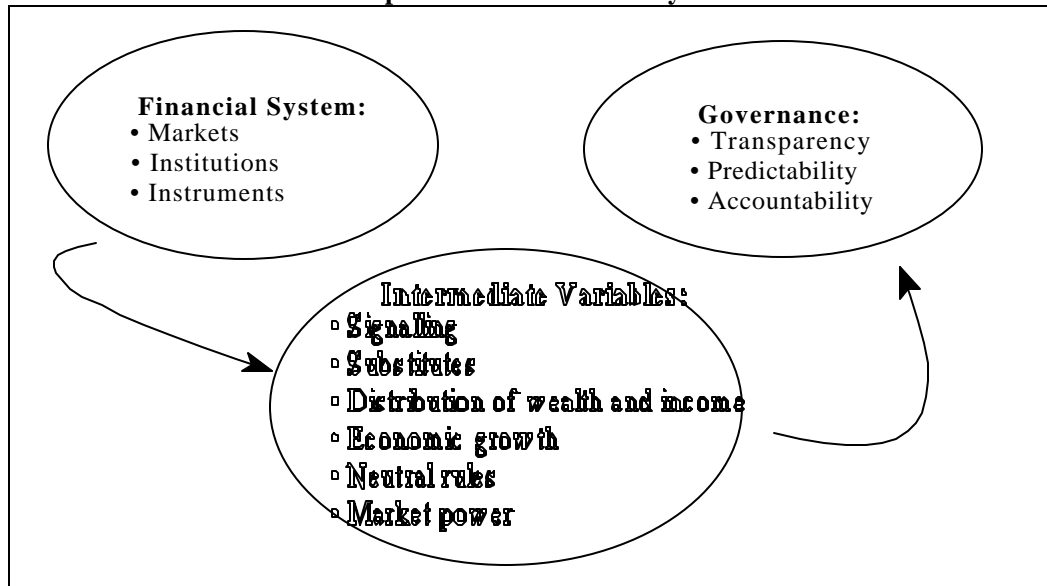 Financial System:
• Markets
• Institutions
• Instruments
Governance:
• Transparency
• Predictability
• Accountability
Intermediate Variables:
▫ Signaling
▫ Substitutes
▫ Distribution of wealth and income
▫ Economic growth
▫ Neutral rules
▫ Market power